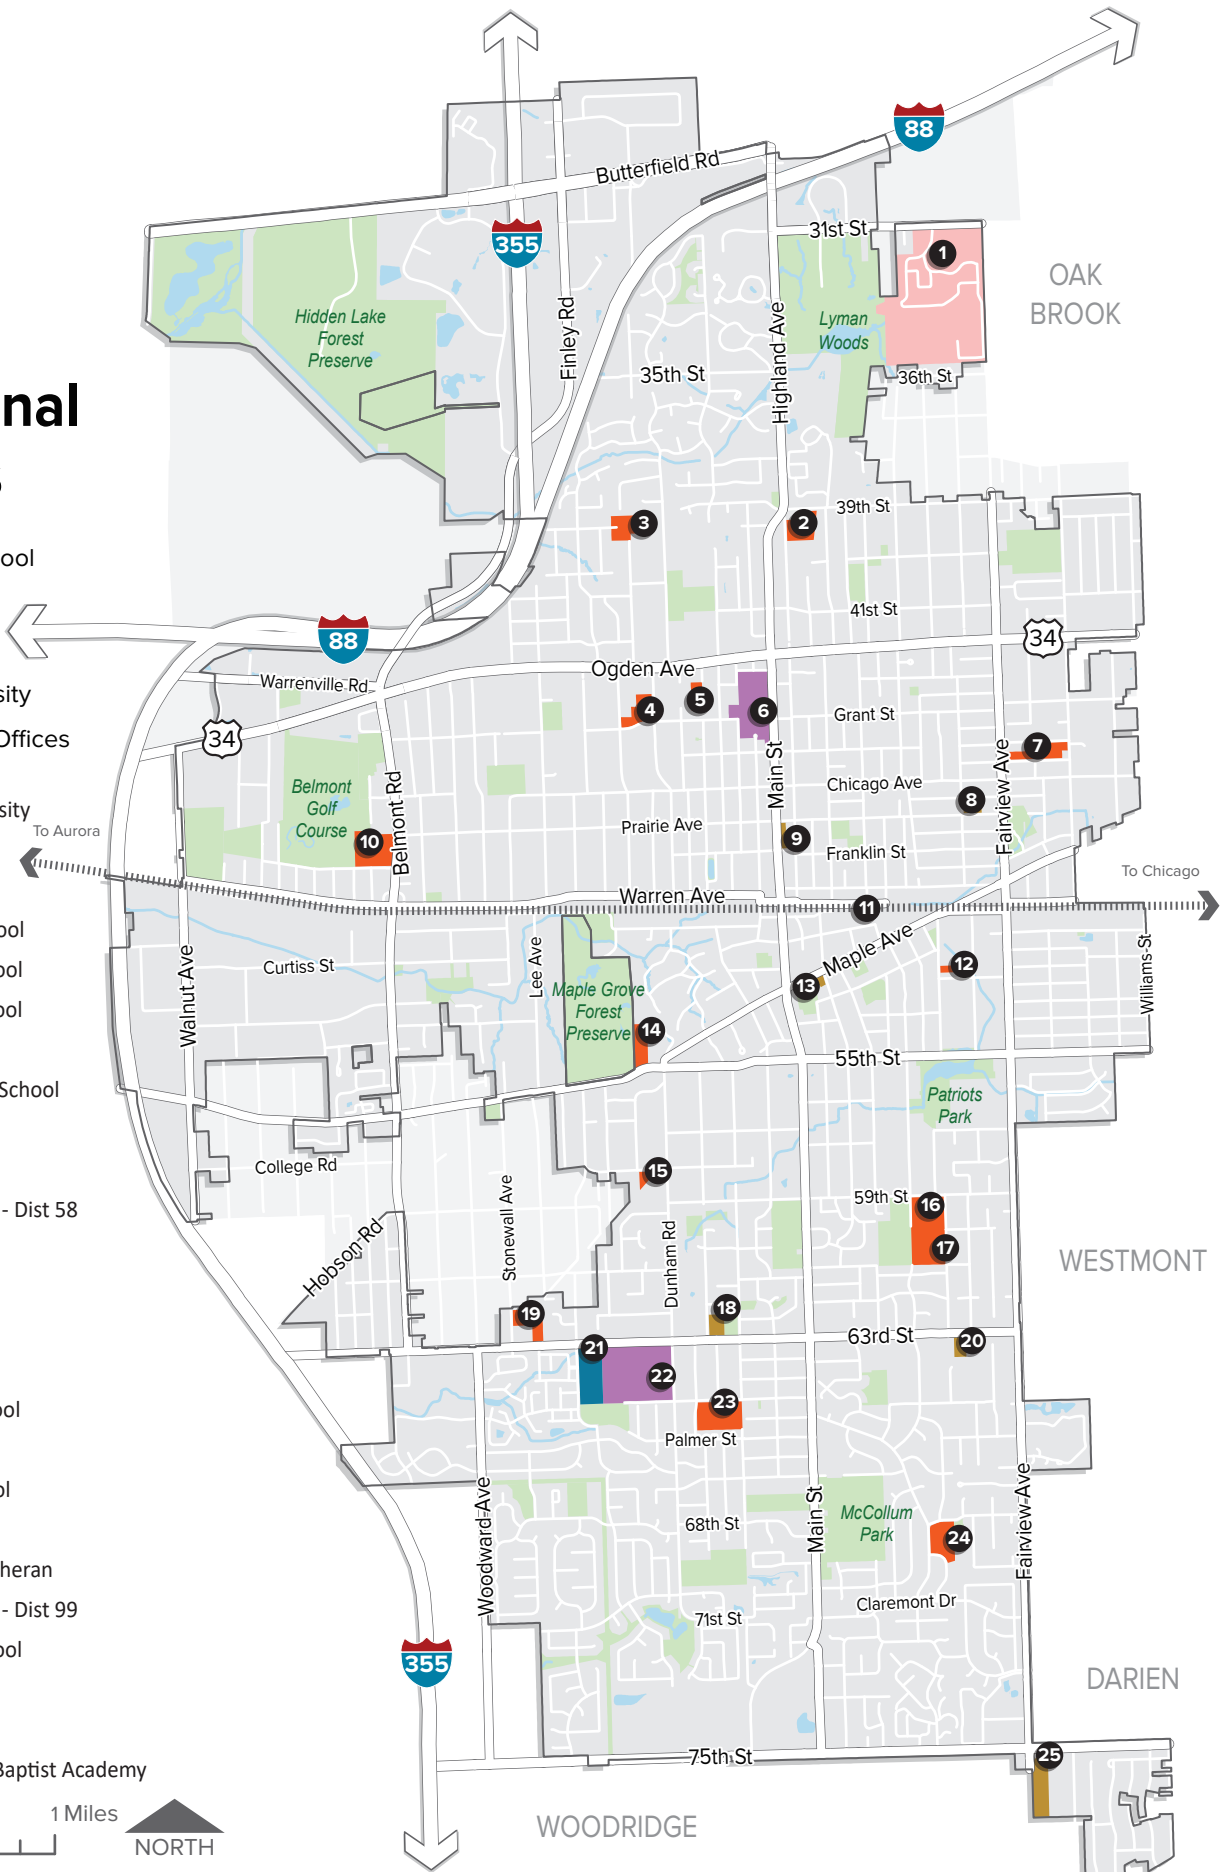 nal
ool
sity
Offices
sity
To Aurora
ool
ool
ool
School
- Dist 58
ool
ol
heran
- Dist 99
ool
Baptist Academy
1 Miles
NORTH
88
Butterfield Rd
355
31st St
1
OAK
BROOK
Hidden Lake
Forest
Preserve
Finley Rd
Highland Ave
Lyman
Woods
35th St
36th St
39th St
3
2
41st St
88
34
Ogden Ave
Warrenville Rd
34
4
5
6
Grant St
7
Main St
Fairview Ave
Chicago Ave
8
Belmont
Golf
Course
Belmont Rd
Prairie Ave
9
Franklin St
10
To Chicago
Warren Ave
11
Maple Ave
12
Walnut Ave
Curtiss St
Lee Ave
Maple Grove
Forest
Preserve
13
Williams St
14
55th St
Patriots
Park
College Rd
15
Stonewall Ave
59th St
16
17
Hobson Rd
Dunham Rd
WESTMONT
18
19
63rd St
20
21
22
23
Palmer St
Woodward Ave
Main St
McCollum
Park
Fairview Ave
68th St
24
Claremont Dr
71st St
355
DARIEN
75th St
25
WOODRIDGE